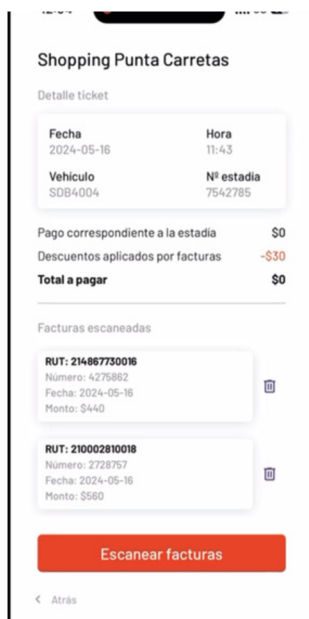 Shopping Punta Carretas
Detalle ticket
Fecha Hora
2024-05-16 11:43
Vehículo Nº estadía
SDB4004 7542785
Pago correspondiente a la estadía $0
Descuentos aplicados por facturas -$30
Total a pagar $0
Facturas escaneadas
RUT: 214867730016
Número: 4275862
Fecha: 2024-05-16
Monto: $440
RUT: 210002810018
Número: 2728757
Fecha: 2024-05-16
Monto: $560
Escanear facturas
< Atrás